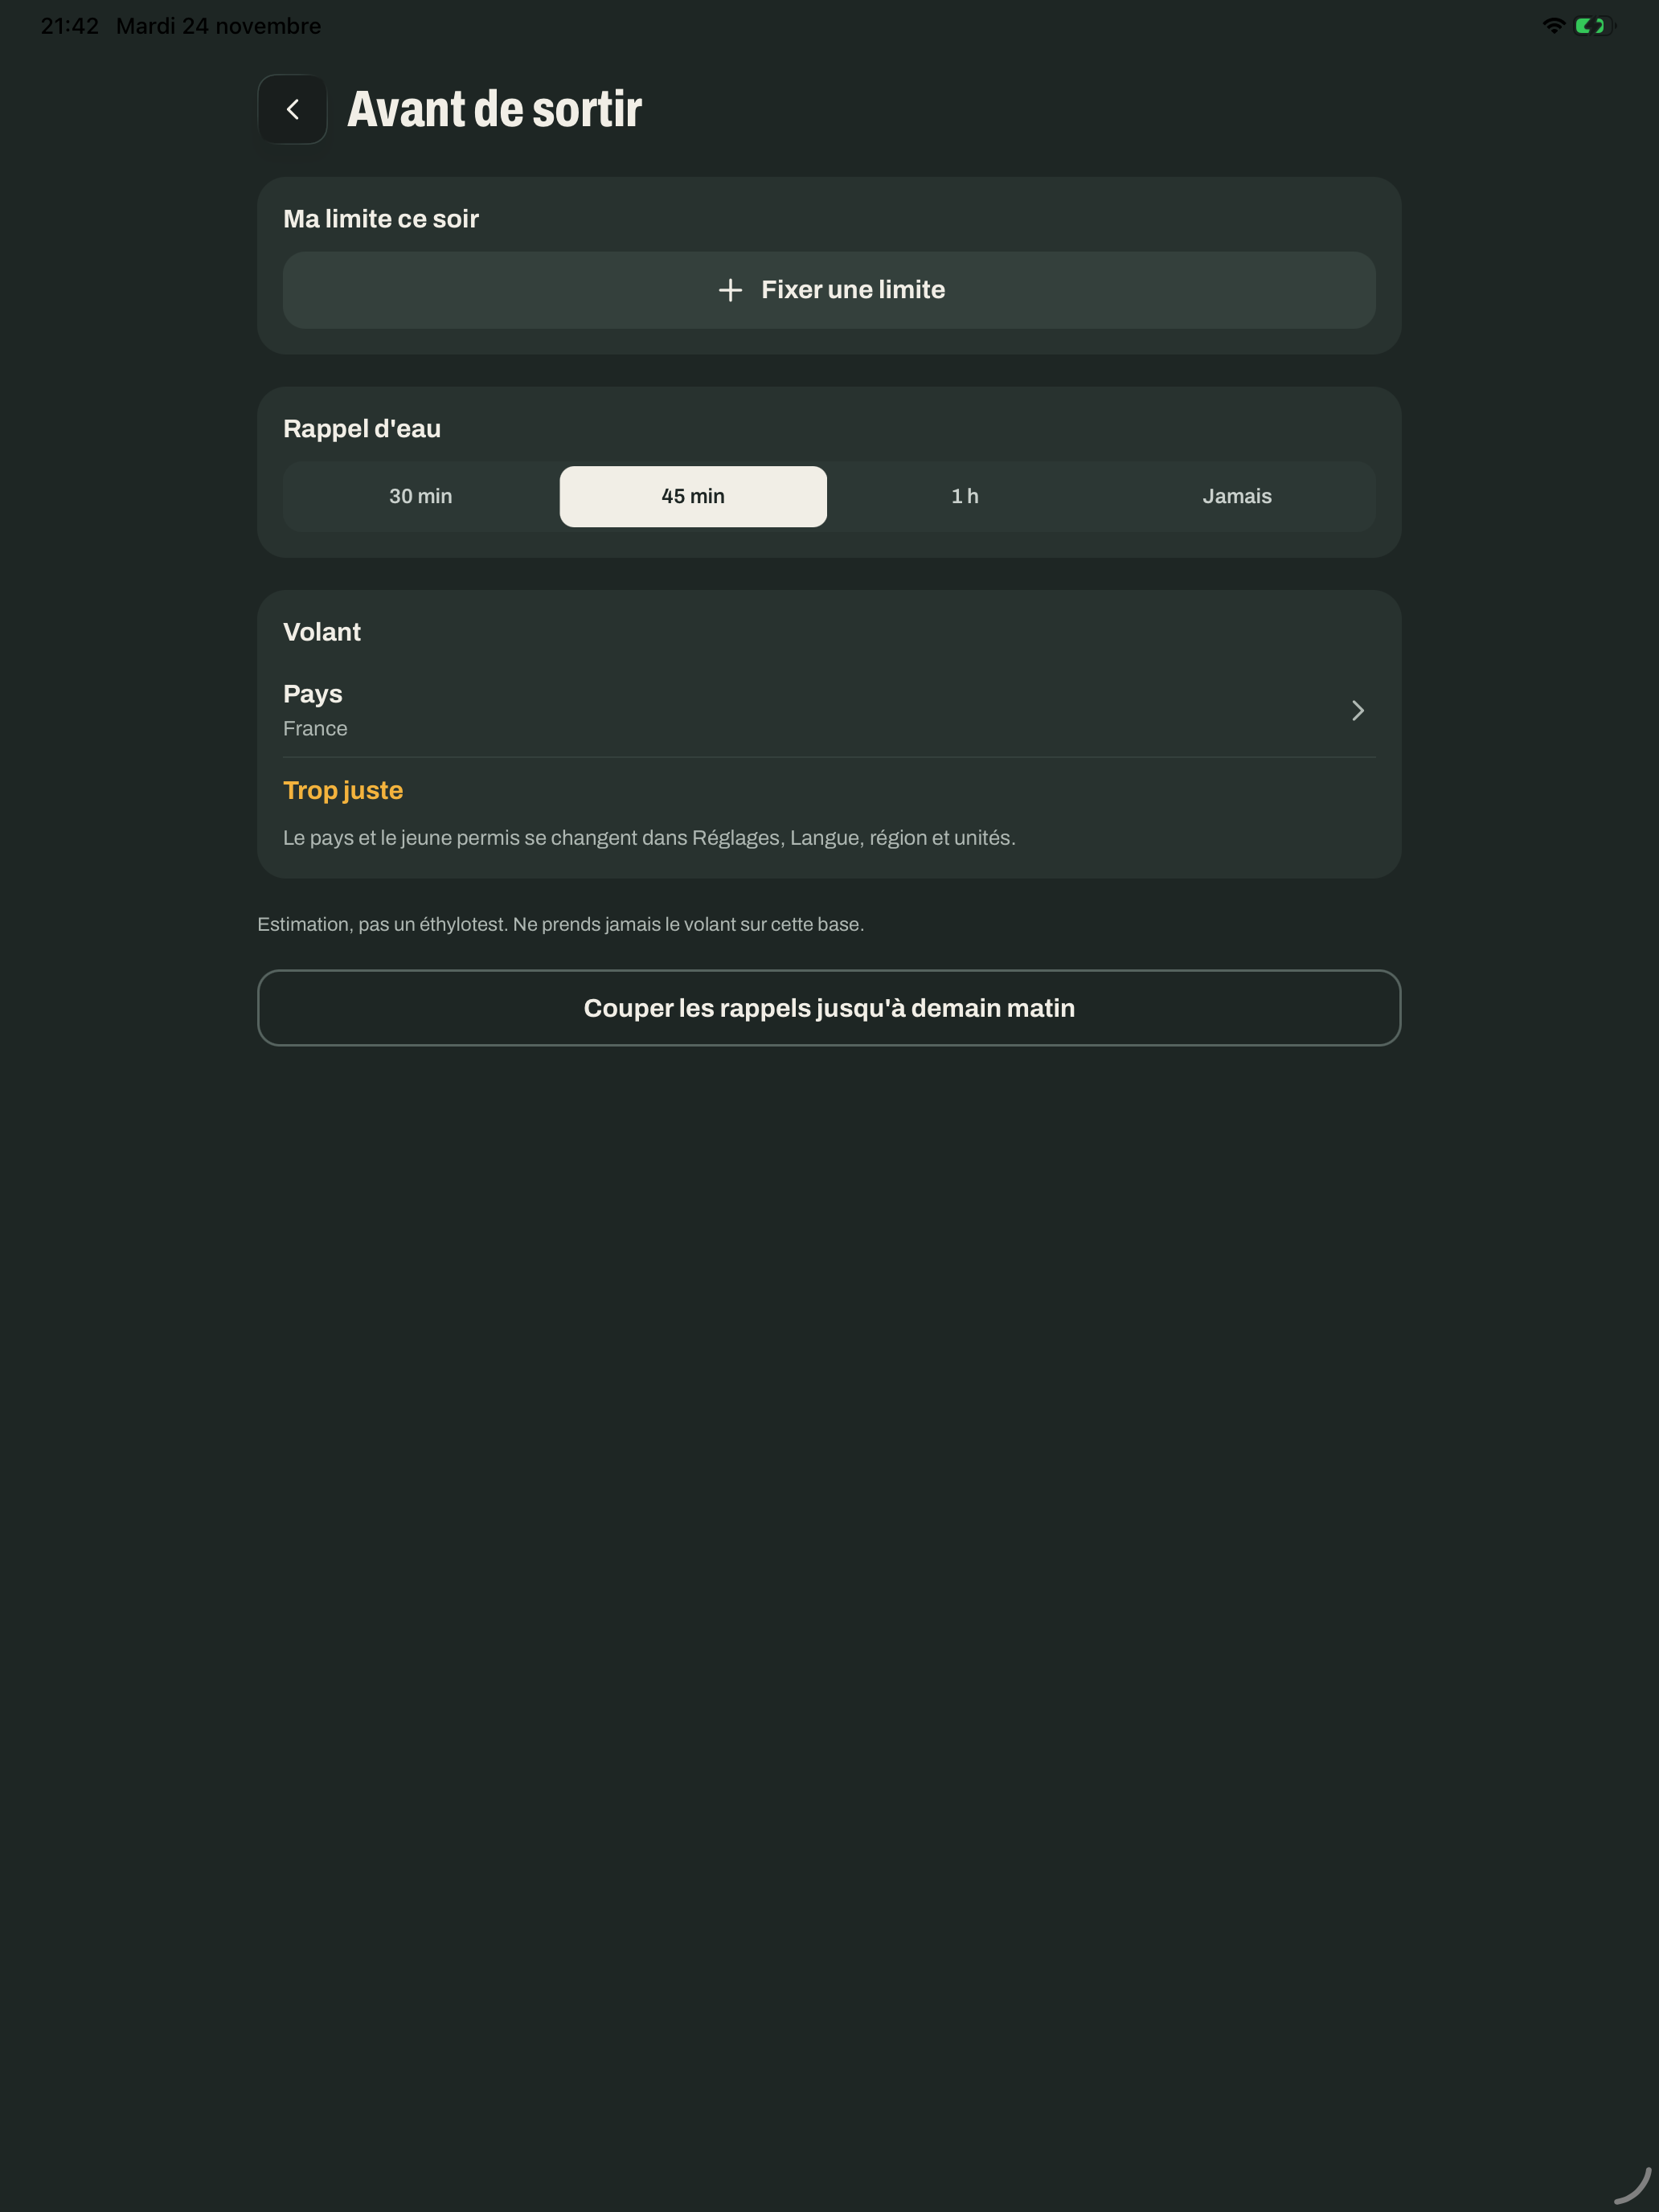 21:42 Mardi 24 novembre
Avant de sortir
Ma limite ce soir
Fixer une limite
Rappel d'eau
30 min 45 min 1 h Jamais
Volant
Pays
France
Trop juste
Le pays et le jeune permis se changent dans Réglages, Langue, région et unités.
Estimation, pas un éthylotest. Ne prends jamais le volant sur cette base.
Couper les rappels jusqu'à demain matin